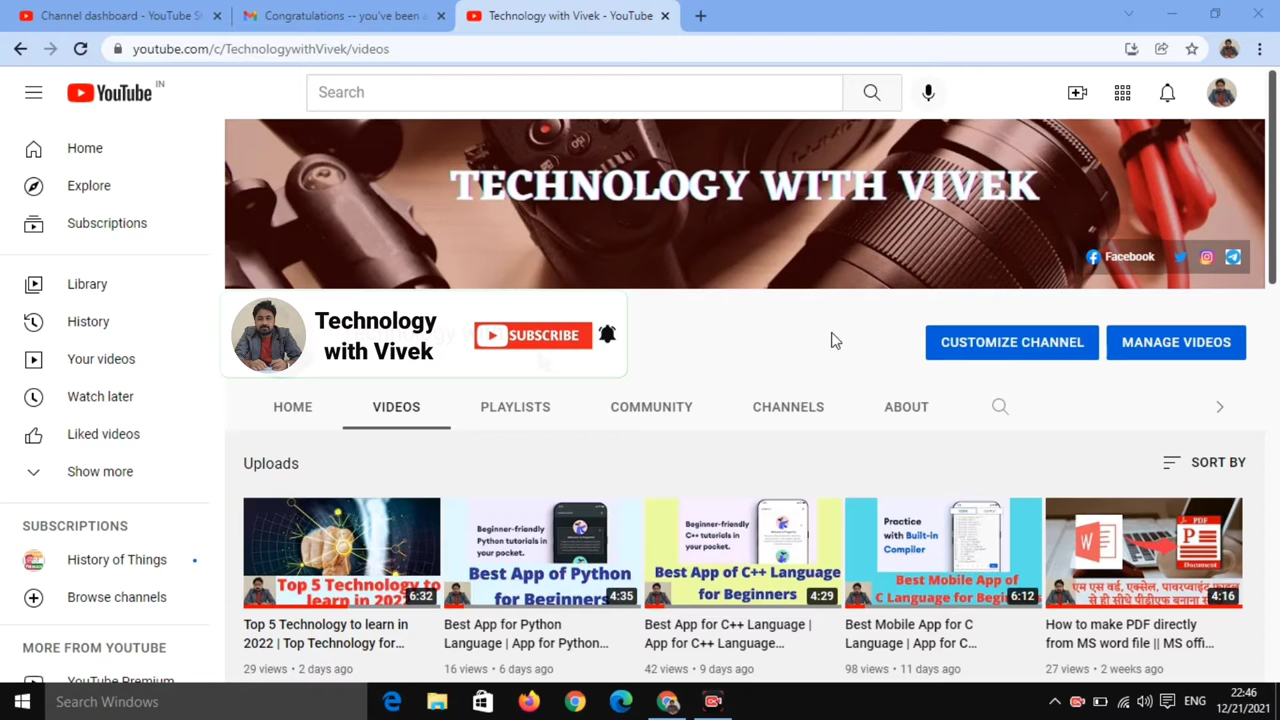 Channel dashboard - YouTube S
Congratulations -- you've been a
Technology with Vivek - YouTube
youtube.com/c/TechnologywithVivek/videos
YouTube IN
Search
Home
Explore
Subscriptions
Library
History
Your videos
Watch later
Liked videos
Show more
SUBSCRIPTIONS
History of Things
Browse channels
MORE FROM YOUTUBE
YouTube Premium
TECHNOLOGY WITH VIVEK
Facebook
Technology
with Vivek
SUBSCRIBE
CUSTOMIZE CHANNEL
MANAGE VIDEOS
HOME
VIDEOS
PLAYLISTS
COMMUNITY
CHANNELS
ABOUT
Uploads
SORT BY
Top 5 Technology to
learn in 2022
6:32
Top 5 Technology to learn in
2022 | Top Technology for...
29 views • 2 days ago
Beginner-friendly
Python tutorials in
your pocket.
Best App of Python
for Beginners
4:35
Best App for Python
Language | App for Python...
16 views • 6 days ago
Beginner-friendly
C++ tutorials in
your pocket.
Best App of C++ Language
for Beginners
4:29
Best App for C++ Language |
App for C++ Language...
42 views • 9 days ago
Practice
with Built-in
Compiler
Best Mobile App of
C Language for Begi
6:12
Best Mobile App for C
Language | App for C...
98 views • 11 days ago
PDF
Document
एम एस वर्ड, एक्सेल, पावरप्वाइंट फाइल
से ही सीधे पीडीएफ बनाना
4:16
How to make PDF directly
from MS word file || MS offi...
27 views • 2 weeks ago
Search Windows
ENG
22:46
12/21/2021